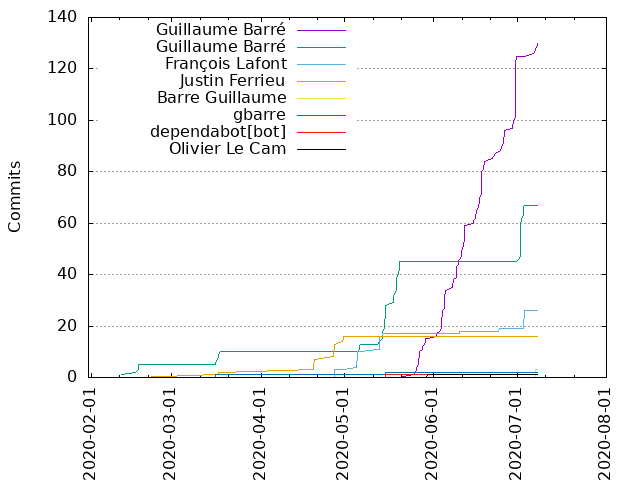 140
120
100
80
60
40
20
0
Commits
Guillaume Barré
Guillaume Barré
François Lafont
Justin Ferrieu
Barre Guillaume
gbarre
dependabot[bot]
Olivier Le Cam
2020-02-01
2020-03-01
2020-04-01
2020-05-01
2020-06-01
2020-07-01
2020-08-01